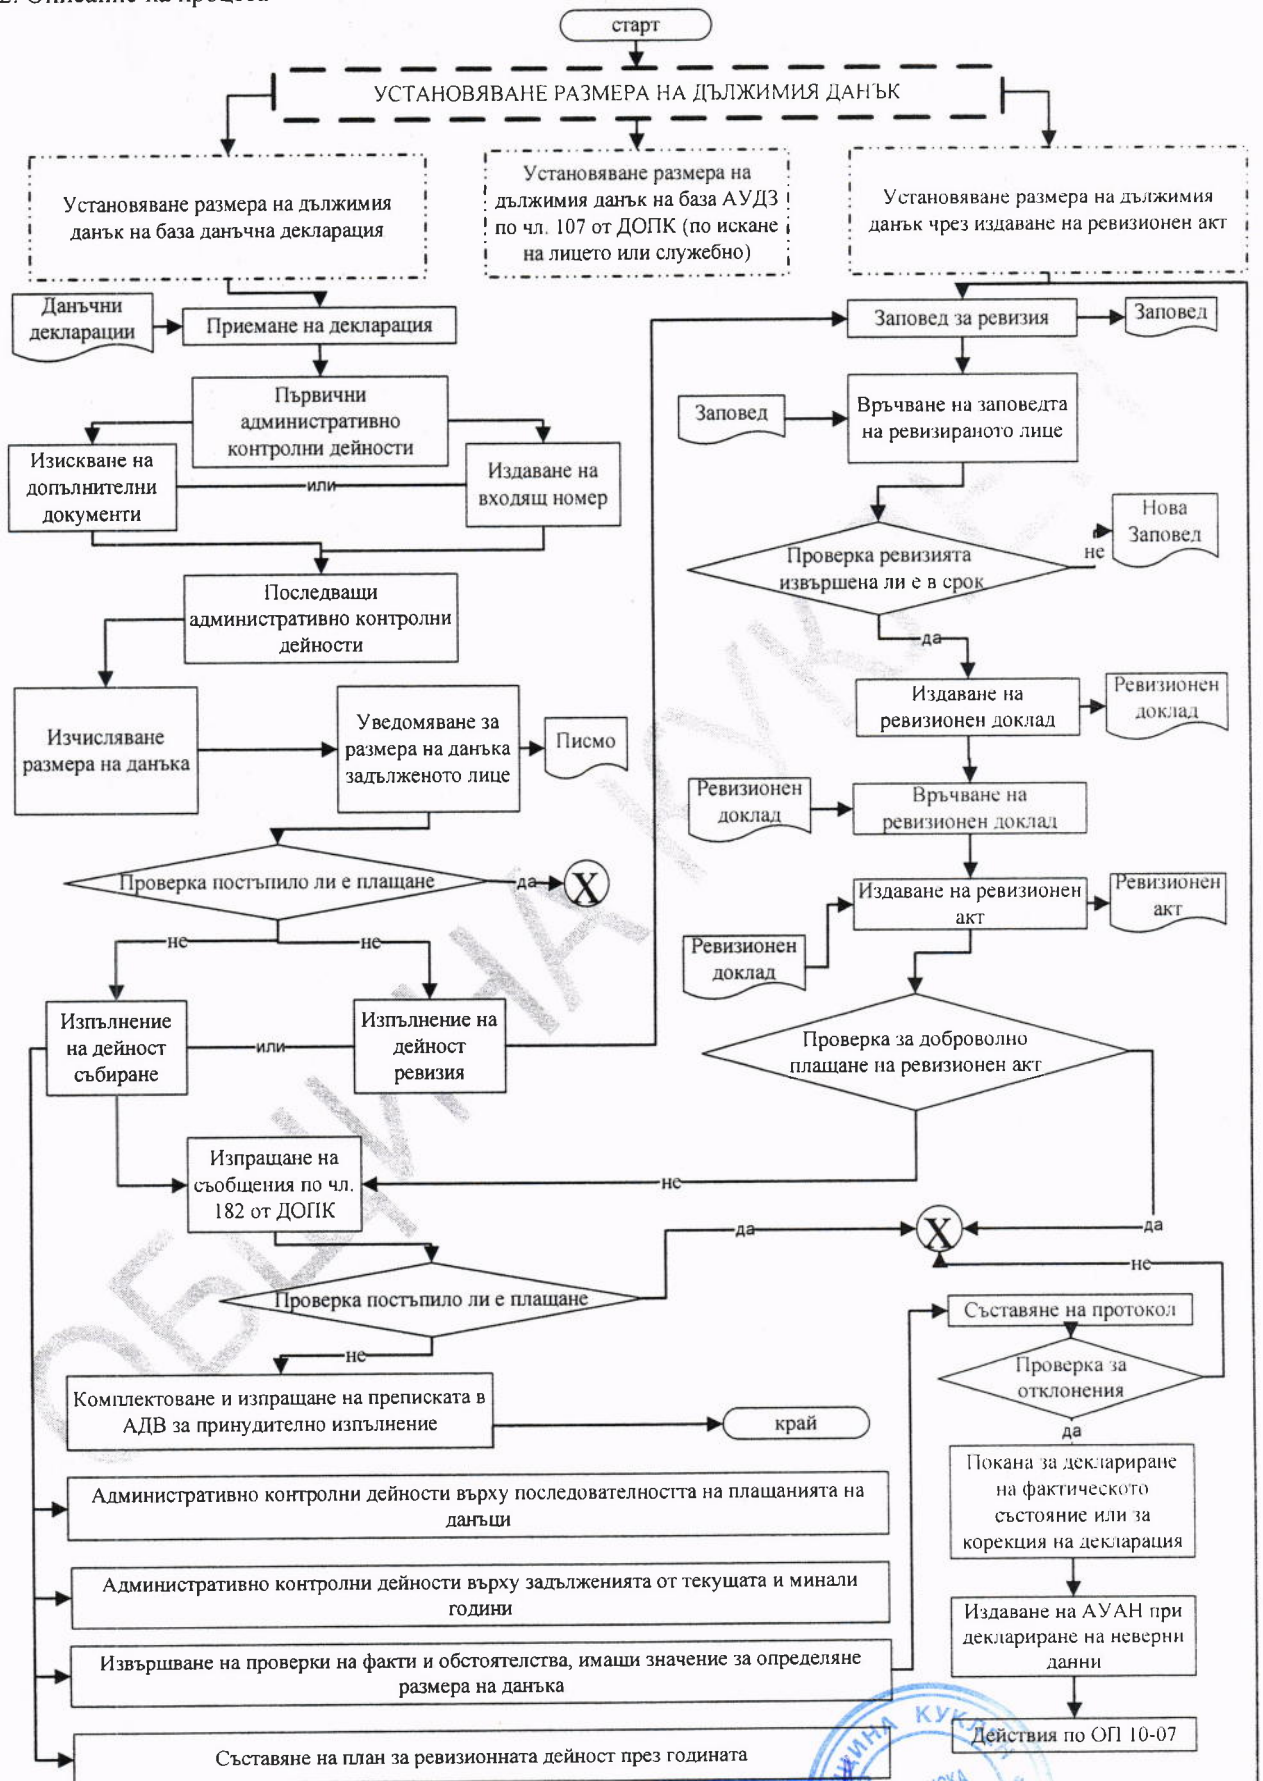 2. Описание на процеса
старт
УСТАНОВЯВАНЕ РАЗМЕРА НА ДЪЛЖИМИЯ ДАНЪК
Установяване размера на дължимия
данък на база данъчна декларация
Установяване размера на
дължимия данък на база АУДЗ
по чл. 107 от ДОПК (по искане
на лицето или служебно)
Установяване размера на дължимия
данък чрез издаване на ревизионен акт
Данъчни
декларации
Приемане на декларация
Заповед за ревизия
Заповед
Първични
административно
контролни дейности
Заповед
Връчване на заповедта
на ревизираното лице
Изискване на
допълнителни
документи
или
Издаване на
входящ номер
Нова
Заповед
не
Проверка ревизията
извършена ли е в срок
Последващи
административно контролни
дейности
да
Изчисляване
размера на данъка
Уведомяване за
размера на данъка
задълженото лице
Писмо
Издаване на
ревизионен доклад
Ревизионен
доклад
Ревизионен
доклад
Връчване на
ревизионен доклад
Проверка постъпило ли е плащане
да
X
Издаване на ревизионен
акт
Ревизионен
акт
не
не
Ревизионен
доклад
Изпълнение
на дейност
събиране
или
Изпълнение на
дейност
ревизия
Проверка за доброволно
плащане на ревизионен акт
Изпращане на
съобщения по чл.
182 от ДОПК
не
да
X
да
не
Проверка постъпило ли е плащане
Съставяне на протокол
не
Проверка за
отклонения
Комплектоване и изпращане на преписката в
АДВ за принудително изпълнение
край
да
Покана за деклариране
на фактическото
състояние или за
корекция на декларация
Административно контролни дейности върху последователността на плащанията на
данъци
Административно контролни дейности върху задълженията от текущата и минали
години
Издаване на АУАН при
деклариране на неверни
данни
Извършване на проверки на факти и обстоятелства, имащи значение за определяне
размера на данъка
Действия по ОП 10-07
Съставяне на план за ревизионната дейност през годината
ОБЩИНА КУКЛЕН